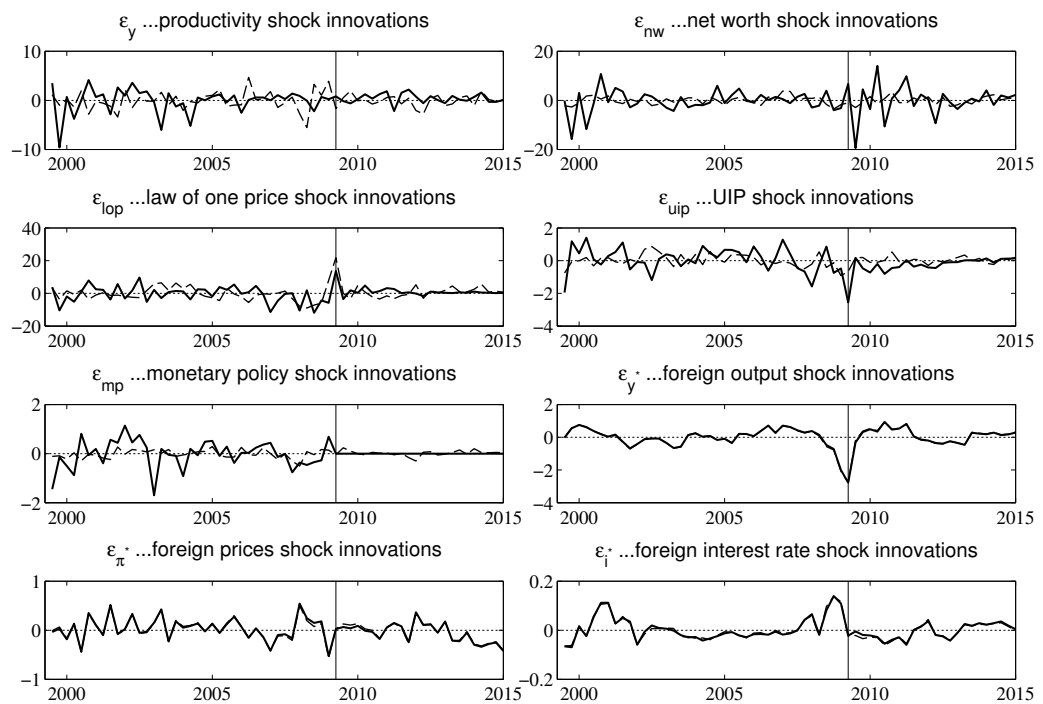 ε_y ...productivity shock innovations
10
0
−10
2000 2005 2010 2015
ε_nw ...net worth shock innovations
20
0
−20
2000 2005 2010 2015
ε_lop ...law of one price shock innovations
40
20
0
−20
2000 2005 2010 2015
ε_uip ...UIP shock innovations
2
0
−2
−4
2000 2005 2010 2015
ε_mp ...monetary policy shock innovations
2
0
−2
2000 2005 2010 2015
ε_y* ...foreign output shock innovations
2
0
−2
−4
2000 2005 2010 2015
ε_π* ...foreign prices shock innovations
1
0
−1
2000 2005 2010 2015
ε_i* ...foreign interest rate shock innovations
0.2
0
−0.2
2000 2005 2010 2015